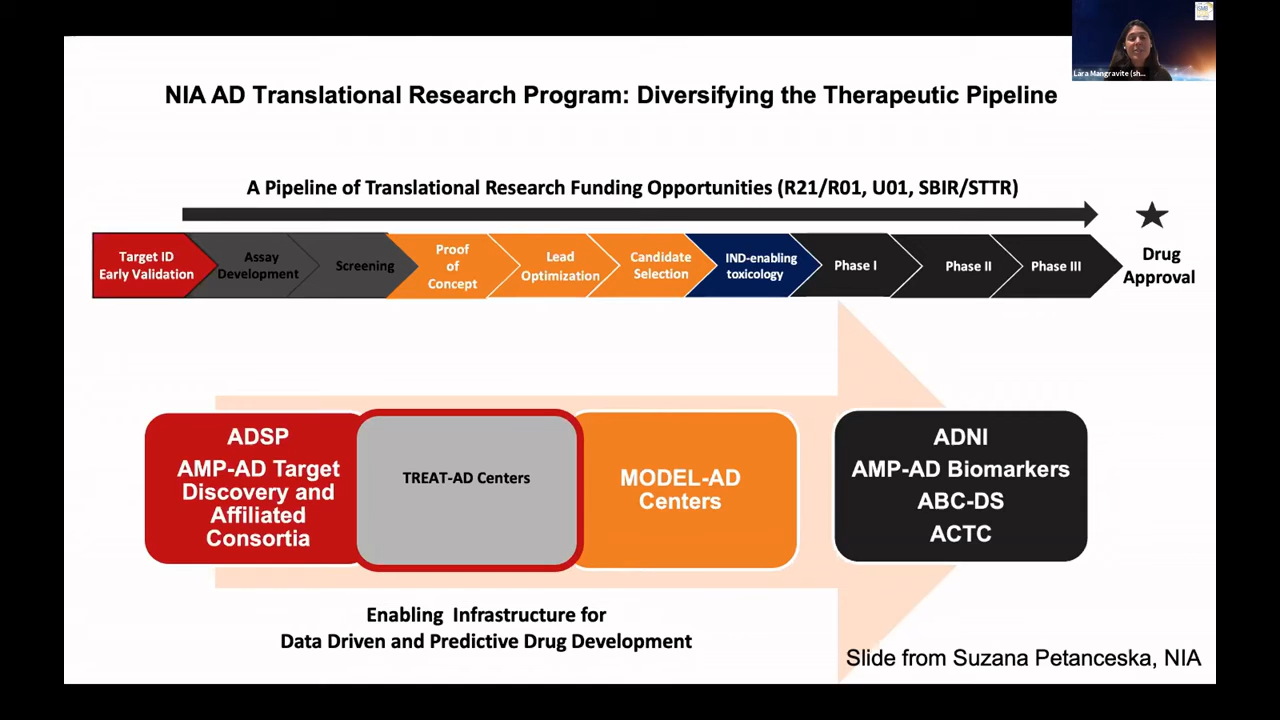 Lara Mangravite (sh...
NIA AD Translational Research Program: Diversifying the Therapeutic Pipeline
A Pipeline of Translational Research Funding Opportunities (R21/R01, U01, SBIR/STTR)
Target ID
Early Validation
Assay
Development
Screening
Proof
of
Concept
Lead
Optimization
Candidate
Selection
IND-enabling
toxicology
Phase I
Phase II
Phase III
Drug
Approval
ADSP
AMP-AD Target
Discovery and
Affiliated
Consortia
TREAT-AD Centers
MODEL-AD
Centers
ADNI
AMP-AD Biomarkers
ABC-DS
ACTC
Enabling Infrastructure for
Data Driven and Predictive Drug Development
Slide from Suzana Petanceska, NIA